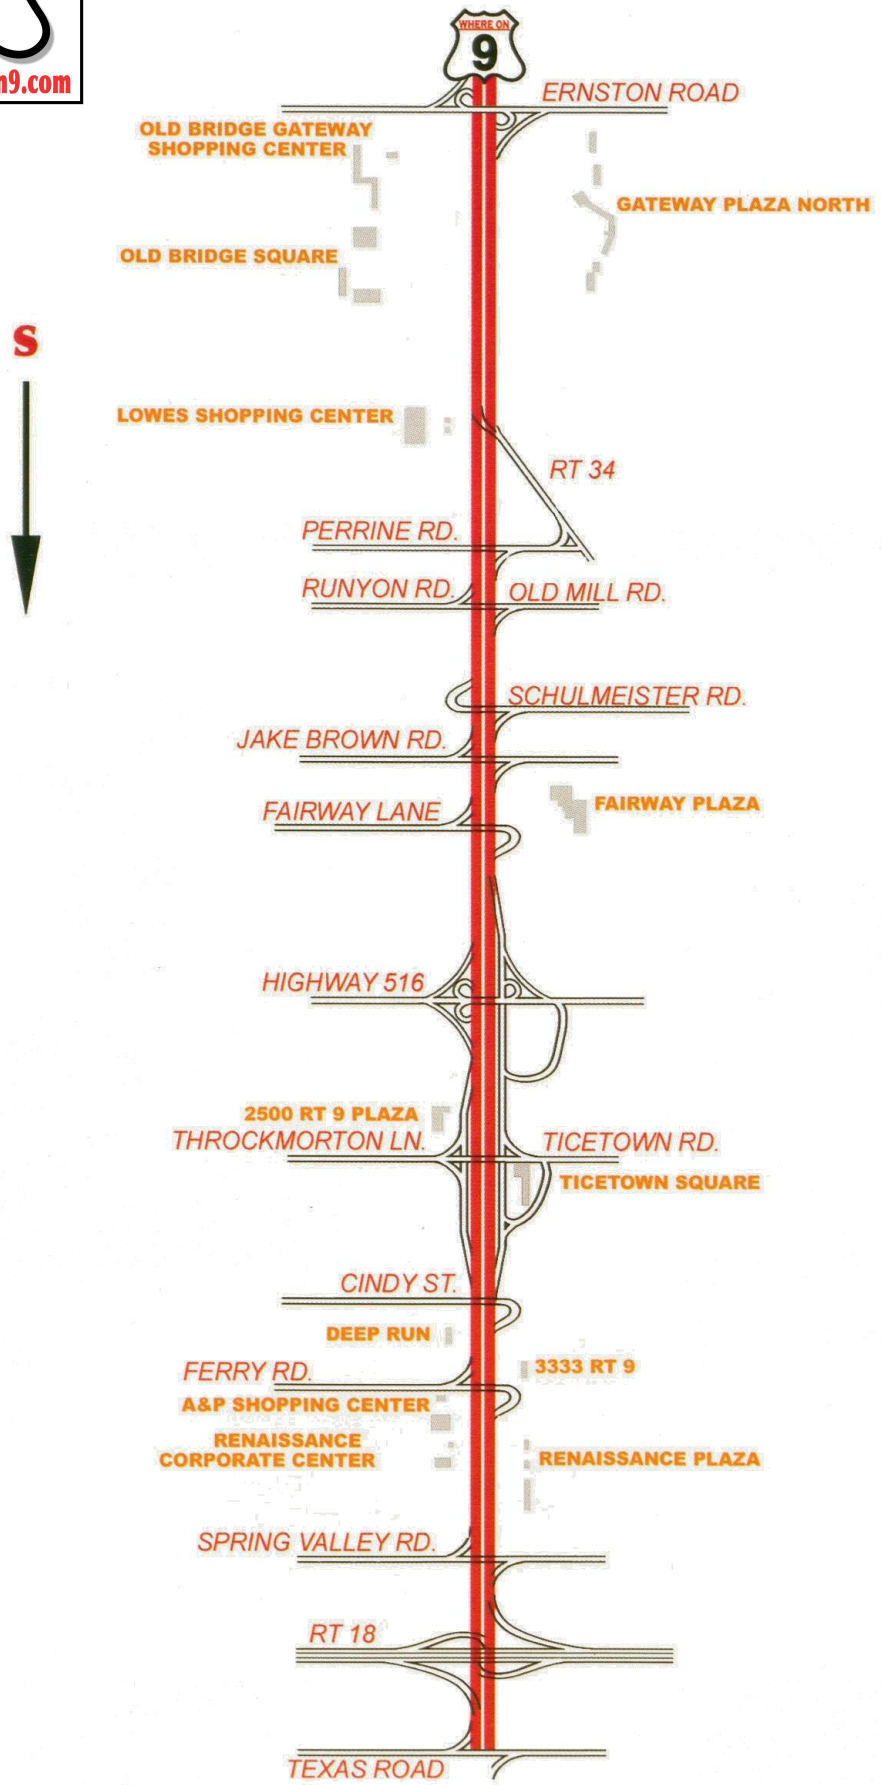 WHERE ON
9
n9.com
ERNSTON ROAD
OLD BRIDGE GATEWAY
SHOPPING CENTER
GATEWAY PLAZA NORTH
OLD BRIDGE SQUARE
S
LOWES SHOPPING CENTER
RT 34
PERRINE RD.
RUNYON RD.
OLD MILL RD.
SCHULMEISTER RD.
JAKE BROWN RD.
FAIRWAY PLAZA
FAIRWAY LANE
HIGHWAY 516
2500 RT 9 PLAZA
THROCKMORTON LN.
TICETOWN RD.
TICETOWN SQUARE
CINDY ST.
DEEP RUN
3333 RT 9
FERRY RD.
A&P SHOPPING CENTER
RENAISSANCE
CORPORATE CENTER
RENAISSANCE PLAZA
SPRING VALLEY RD.
RT 18
TEXAS ROAD